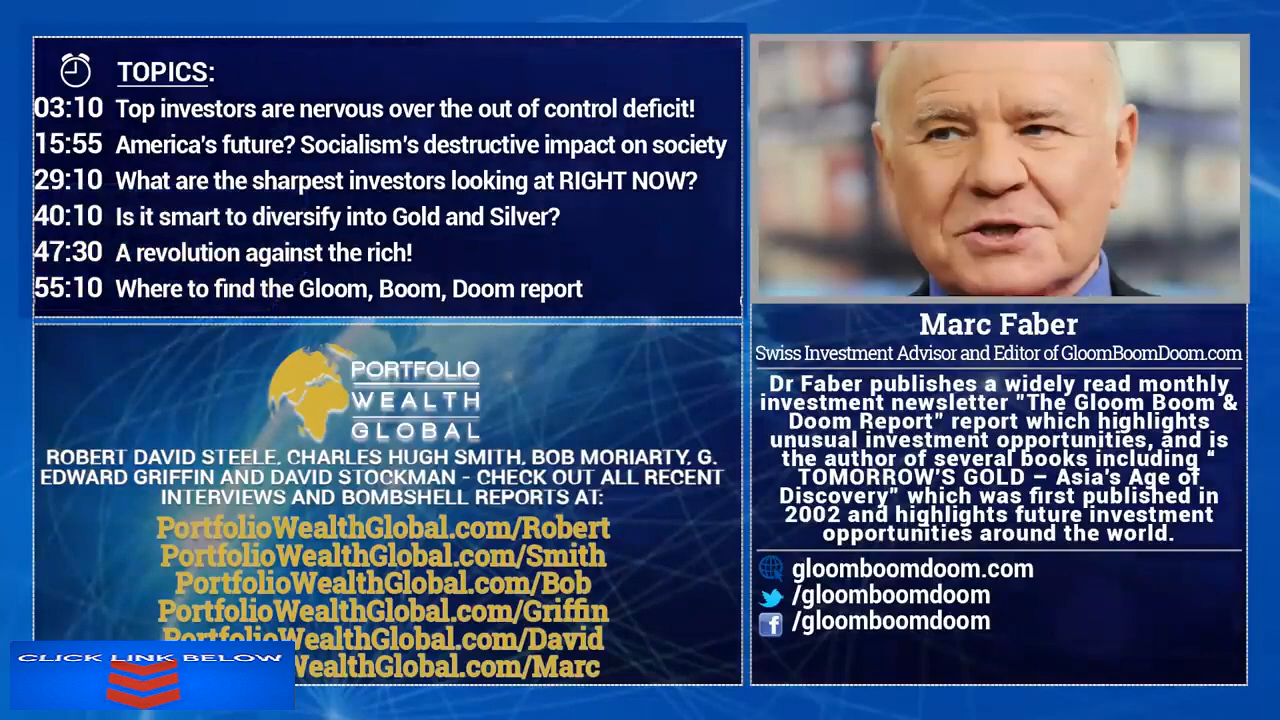 TOPICS:
03:10 Top investors are nervous over the out of control deficit!
15:55 America's future? Socialism's destructive impact on society
29:10 What are the sharpest investors looking at RIGHT NOW?
40:10 Is it smart to diversify into Gold and Silver?
47:30 A revolution against the rich!
55:10 Where to find the Gloom, Boom, Doom report
PORTFOLIO
WEALTH
GLOBAL
ROBERT DAVID STEELE, CHARLES HUGH SMITH, BOB MORIARTY, G.
EDWARD GRIFFIN AND DAVID STOCKMAN - CHECK OUT ALL RECENT
INTERVIEWS AND BOMBSHELL REPORTS AT:
PortfolioWealthGlobal.com/Robert
PortfolioWealthGlobal.com/Smith
PortfolioWealthGlobal.com/Bob
PortfolioWealthGlobal.com/Griffin
PortfolioWealthGlobal.com/David
WealthGlobal.com/Marc
CLICK LINK BELOW
Marc Faber
Swiss Investment Advisor and Editor of GloomBoomDoom.com
Dr Faber publishes a widely read monthly
investment newsletter "The Gloom Boom &
Doom Report" report which highlights
unusual investment opportunities, and is
the author of several books including “
TOMORROW'S GOLD – Asia's Age of
Discovery" which was first published in
2002 and highlights future investment
opportunities around the world.
gloomboomdoom.com
/gloomboomdoom
/gloomboomdoom